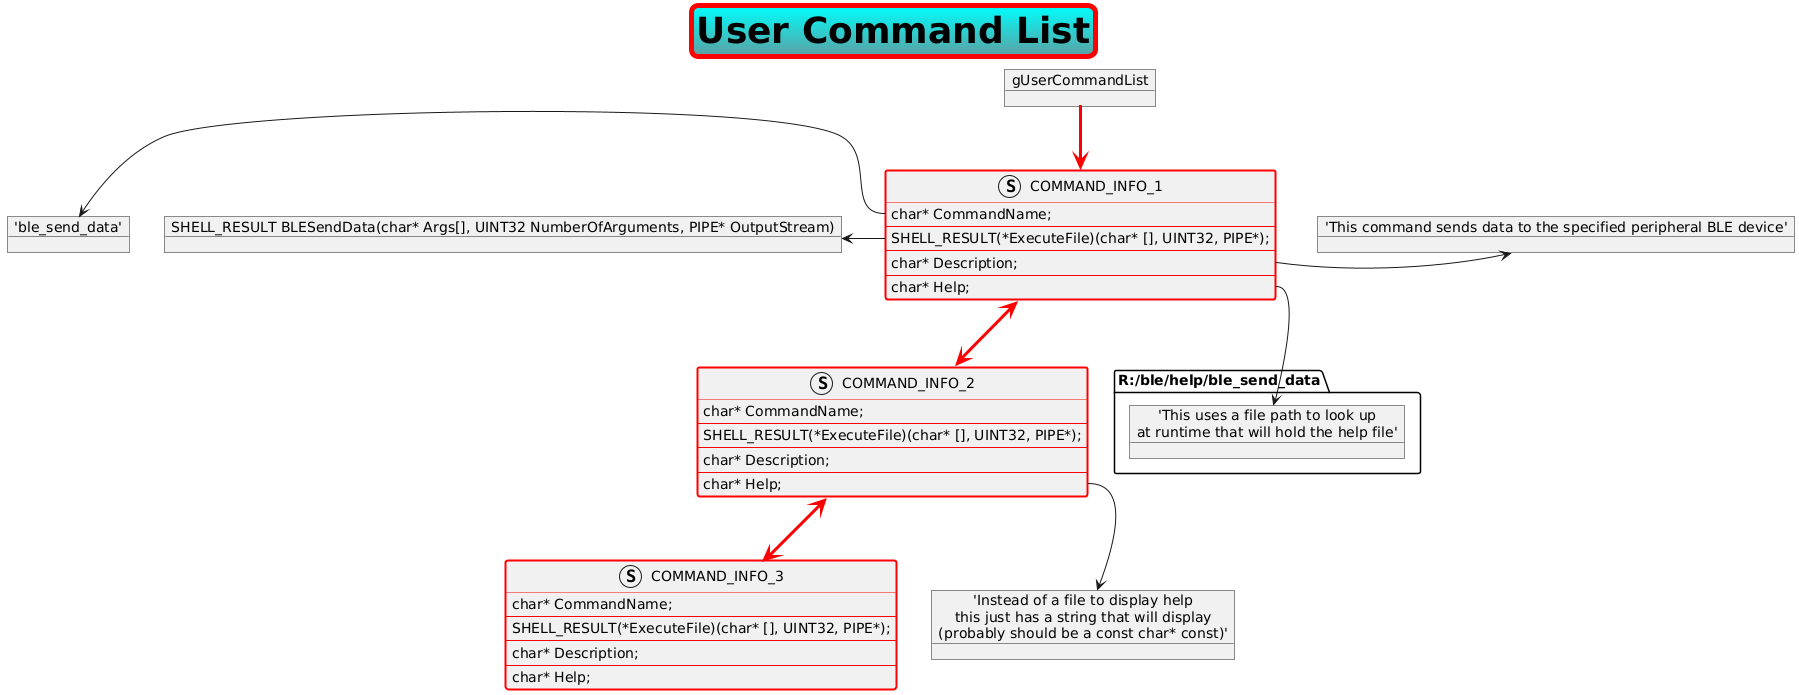 User Command List
gUserCommandList
'ble_send_data'
SHELL_RESULT BLESendData(char* Args[], UINT32 NumberOfArguments, PIPE* OutputStream)
S COMMAND_INFO_1
char* CommandName;
SHELL_RESULT(*ExecuteFile)(char* [], UINT32, PIPE*);
char* Description;
char* Help;
'This command sends data to the specified peripheral BLE device'
S COMMAND_INFO_2
char* CommandName;
SHELL_RESULT(*ExecuteFile)(char* [], UINT32, PIPE*);
char* Description;
char* Help;
R:/ble/help/ble_send_data
'This uses a file path to look up
at runtime that will hold the help file'
S COMMAND_INFO_3
char* CommandName;
SHELL_RESULT(*ExecuteFile)(char* [], UINT32, PIPE*);
char* Description;
char* Help;
'Instead of a file to display help
this just has a string that will display
(probably should be a const char* const)'